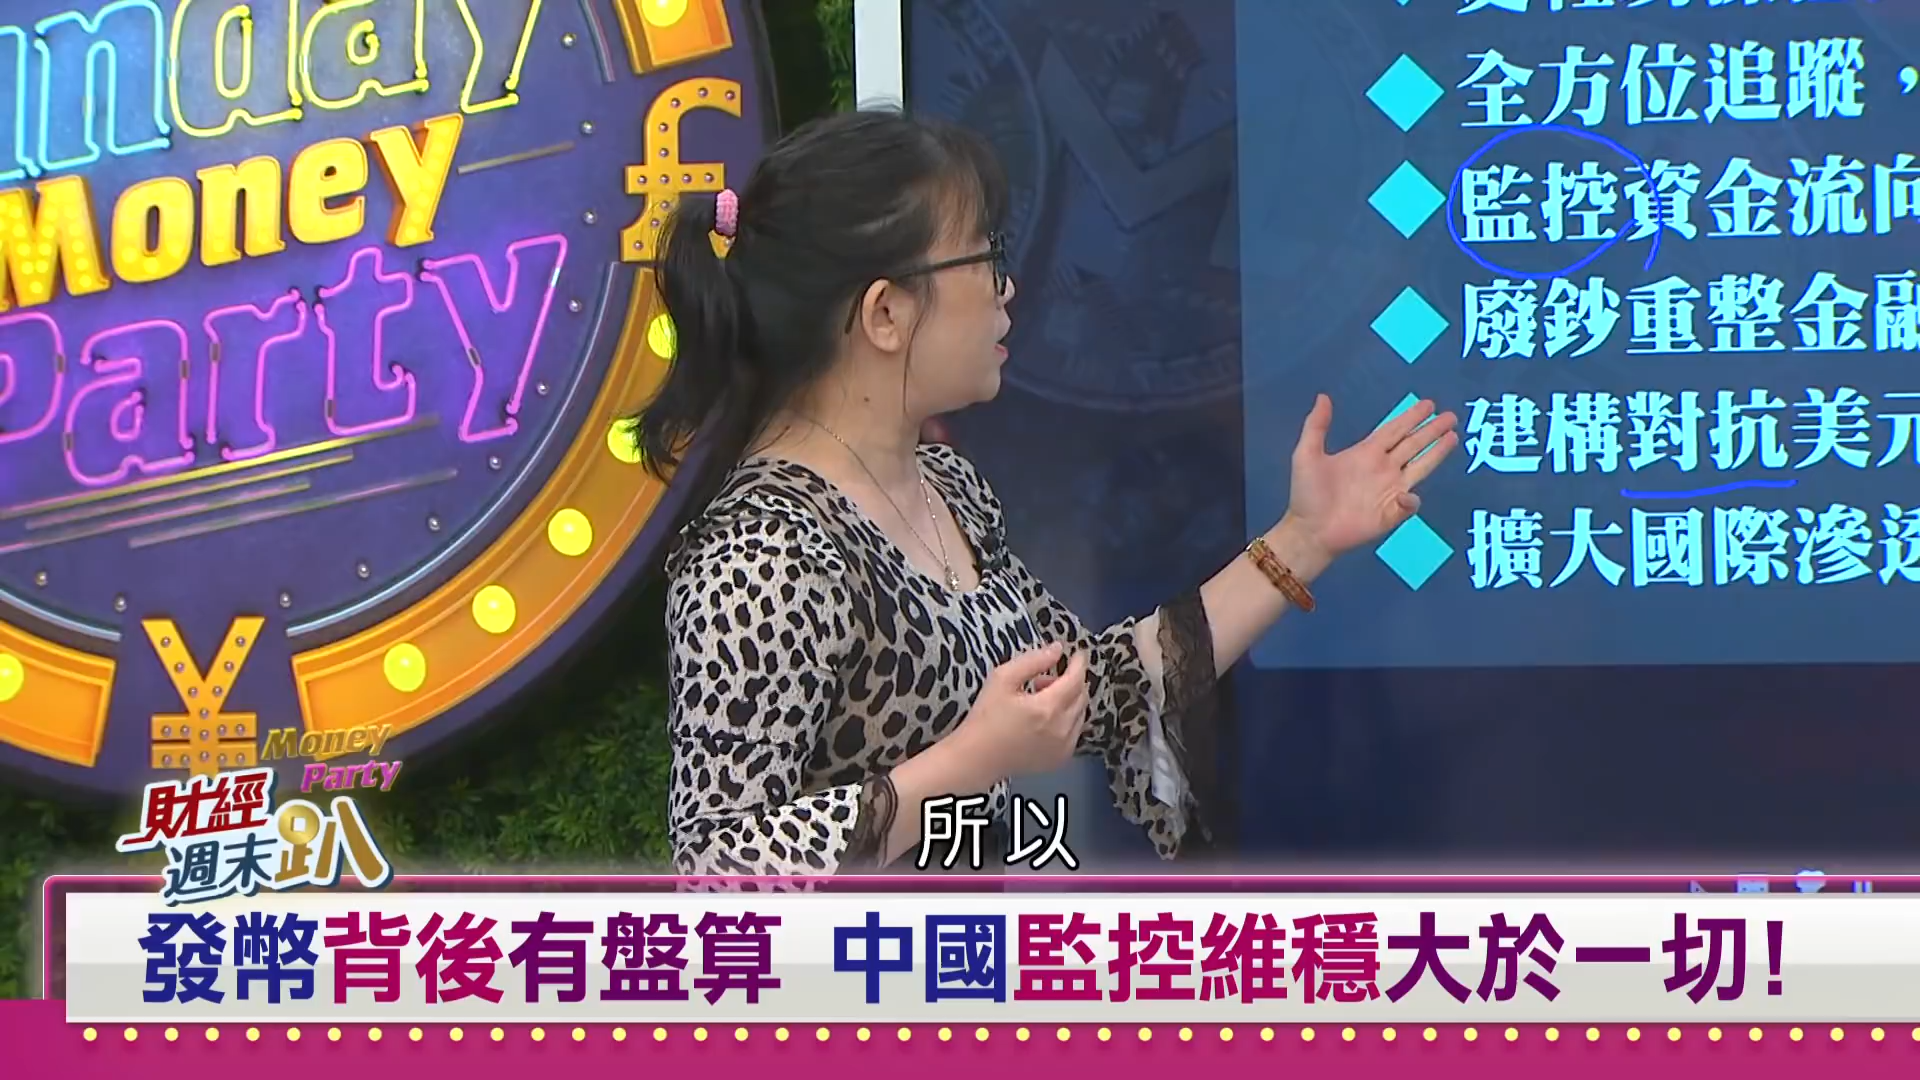 nday
Money
Party
£
¥
全方位追蹤，
監控資金流向
廢鈔重整金融
建構對抗美元
擴大國際滲透
Money
Party
財經
週末趴
所以
發幣背後有盤算 中國監控維穩大於一切!